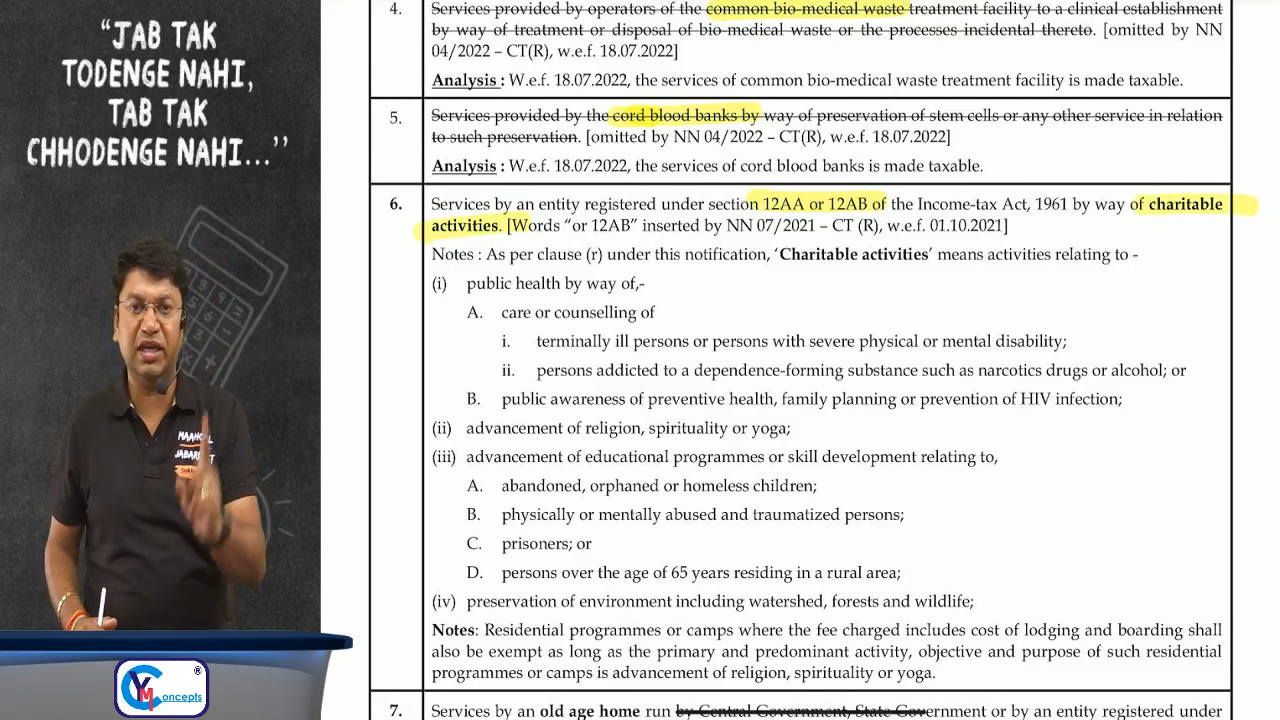 “JAB TAK
TODENGE NAHI,
TAB TAK
CHHODENGE NAHI...’’
MAAHOUL
JABARDAST
YMC
Concepts
®
4. Services provided by operators of the common bio-medical waste treatment facility to a clinical establishment
by way of treatment or disposal of bio-medical waste or the processes incidental thereto. [omitted by NN
04/2022 – CT(R), w.e.f. 18.07.2022]
Analysis : W.e.f. 18.07.2022, the services of common bio-medical waste treatment facility is made taxable.
5. Services provided by the cord blood banks by way of preservation of stem cells or any other service in relation
to such preservation. [omitted by NN 04/2022 – CT(R), w.e.f. 18.07.2022]
Analysis : W.e.f. 18.07.2022, the services of cord blood banks is made taxable.
6. Services by an entity registered under section 12AA or 12AB of the Income-tax Act, 1961 by way of charitable
activities. [Words “or 12AB” inserted by NN 07/2021 – CT (R), w.e.f. 01.10.2021]
Notes : As per clause (r) under this notification, ‘Charitable activities’ means activities relating to -
(i) public health by way of,-
A. care or counselling of
i. terminally ill persons or persons with severe physical or mental disability;
ii. persons addicted to a dependence-forming substance such as narcotics drugs or alcohol; or
B. public awareness of preventive health, family planning or prevention of HIV infection;
(ii) advancement of religion, spirituality or yoga;
(iii) advancement of educational programmes or skill development relating to,
A. abandoned, orphaned or homeless children;
B. physically or mentally abused and traumatized persons;
C. prisoners; or
D. persons over the age of 65 years residing in a rural area;
(iv) preservation of environment including watershed, forests and wildlife;
Notes: Residential programmes or camps where the fee charged includes cost of lodging and boarding shall
also be exempt as long as the primary and predominant activity, objective and purpose of such residential
programmes or camps is advancement of religion, spirituality or yoga.
7. Services by an old age home run by Central Government, State Government or by an entity registered under